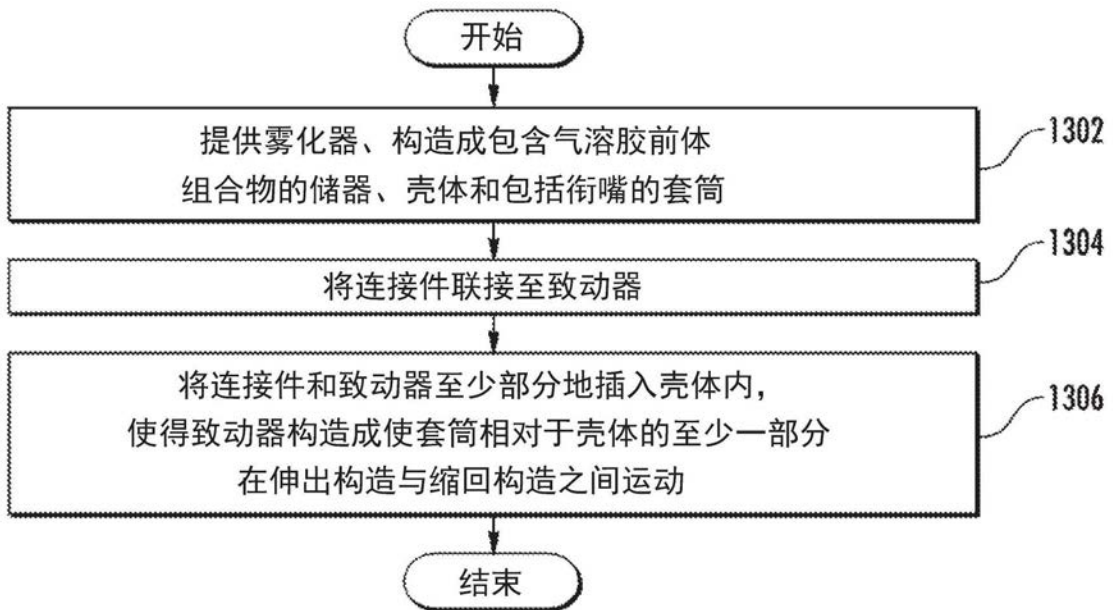 开始
提供雾化器、构造成包含气溶胶前体
组合物的储器、壳体和包括衔嘴的套筒
1302
将连接件联接至致动器
1304
将连接件和致动器至少部分地插入壳体内，
使得致动器构造成使套筒相对于壳体的至少一部分
在伸出构造与缩回构造之间运动
1306
结束